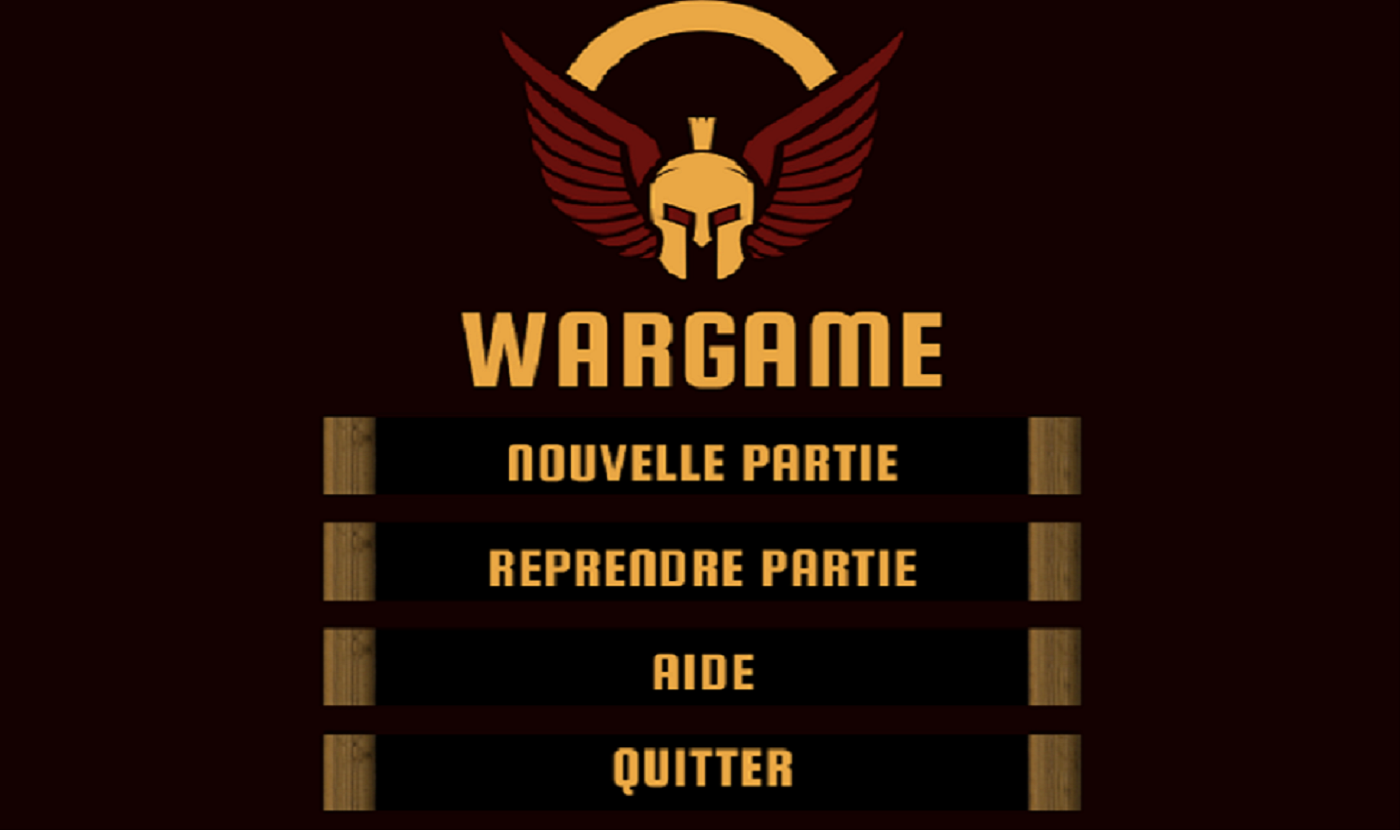 WARGAME
NOUVELLE PARTIE
REPRENDRE PARTIE
AIDE
QUITTER